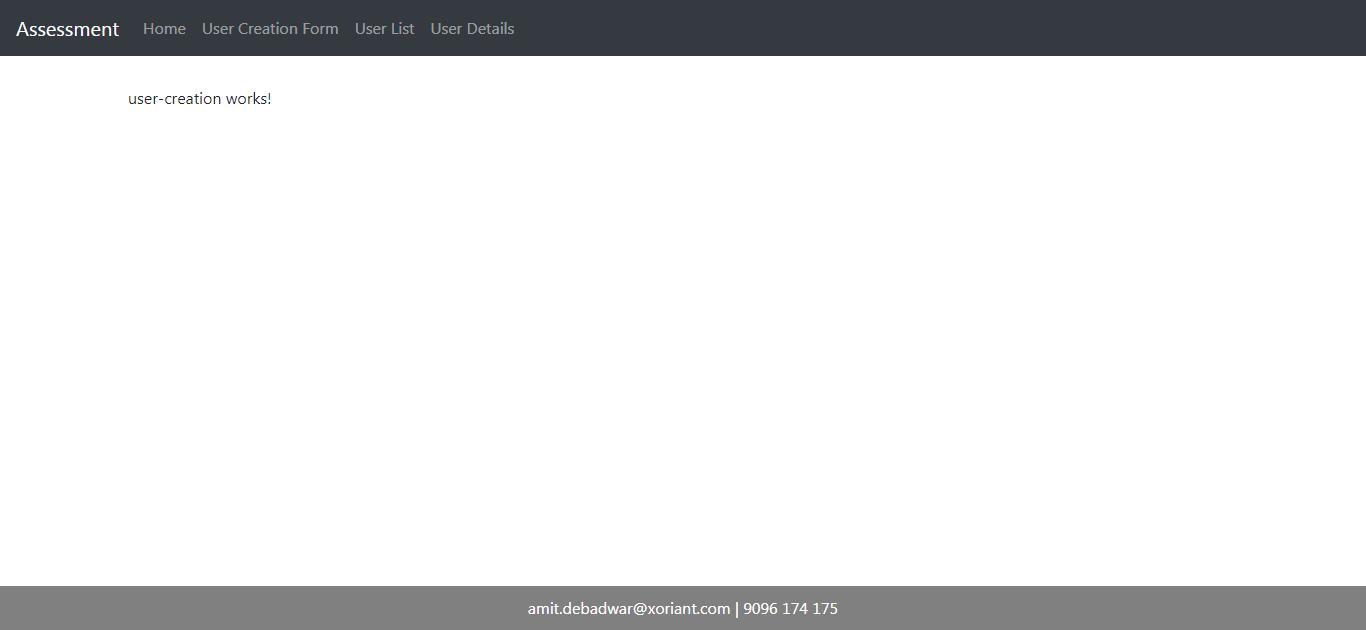 Assessment Home User Creation Form User List User Details
user-creation works!
amit.debadwar@xoriant.com | 9096 174 175